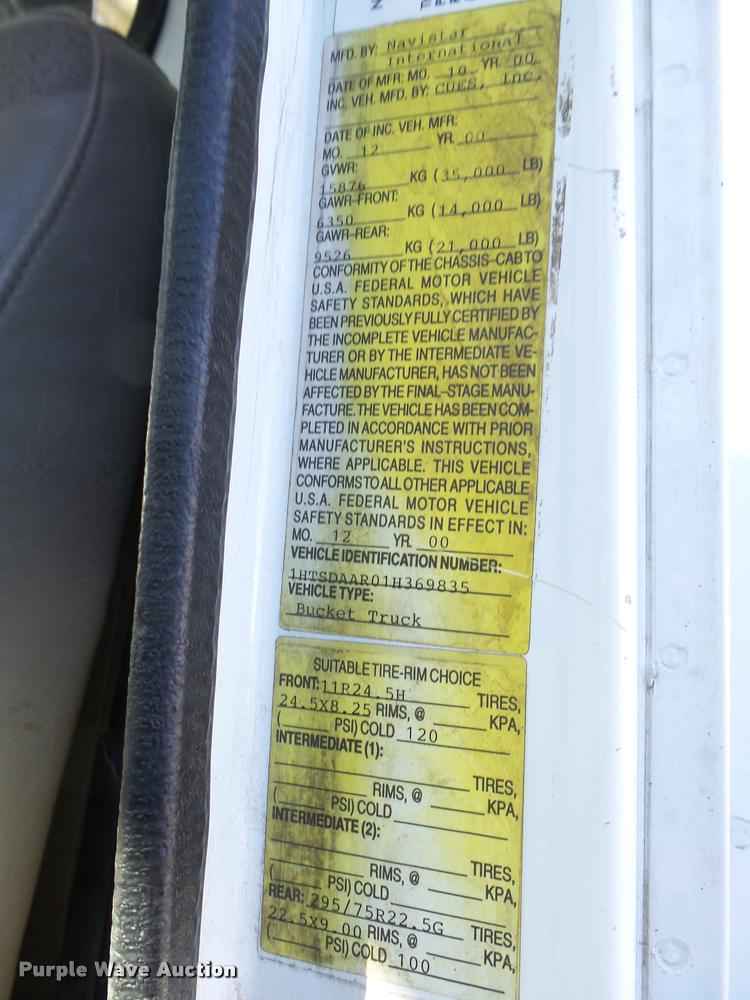 MFD. BY: Navistar
International
DATE OF MFR: MO. 10 YR. 00
INC. VEH. MFD. BY: CUES, Inc.
DATE OF INC. VEH. MFR:
MO. 12 YR. 00
GVWR:
15876 KG (35,000 LB)
GAWR-FRONT:
6350 KG (14,000 LB)
GAWR-REAR:
9526 KG (21,000 LB)
CONFORMITY OF THE CHASSIS-CAB TO
U.S.A. FEDERAL MOTOR VEHICLE
SAFETY STANDARDS, WHICH HAVE
BEEN PREVIOUSLY FULLY CERTIFIED BY
THE INCOMPLETE VEHICLE MANUFAC-
TURER OR BY THE INTERMEDIATE VE-
HICLE MANUFACTURER, HAS NOT BEEN
AFFECTED BY THE FINAL-STAGE MANU-
FACTURE. THE VEHICLE HAS BEEN COM-
PLETED IN ACCORDANCE WITH PRIOR
MANUFACTURER'S INSTRUCTIONS,
WHERE APPLICABLE. THIS VEHICLE
CONFORMS TO ALL OTHER APPLICABLE
U.S.A. FEDERAL MOTOR VEHICLE
SAFETY STANDARDS IN EFFECT IN:
MO. 12 YR. 00
VEHICLE IDENTIFICATION NUMBER:
1HTSDAAR01H369835
VEHICLE TYPE:
Bucket Truck
SUITABLE TIRE-RIM CHOICE
FRONT: 11R24.5H TIRES,
24.5X8.25 RIMS, @ KPA,
( PSI) COLD 120
INTERMEDIATE (1):
TIRES,
RIMS, @ KPA,
( PSI) COLD
INTERMEDIATE (2):
TIRES,
RIMS, @ KPA,
( PSI) COLD
REAR: 295/75R22.5G TIRES,
22.5X9.00 RIMS, @ KPA,
( PSI) COLD 100
Purple Wave Auction